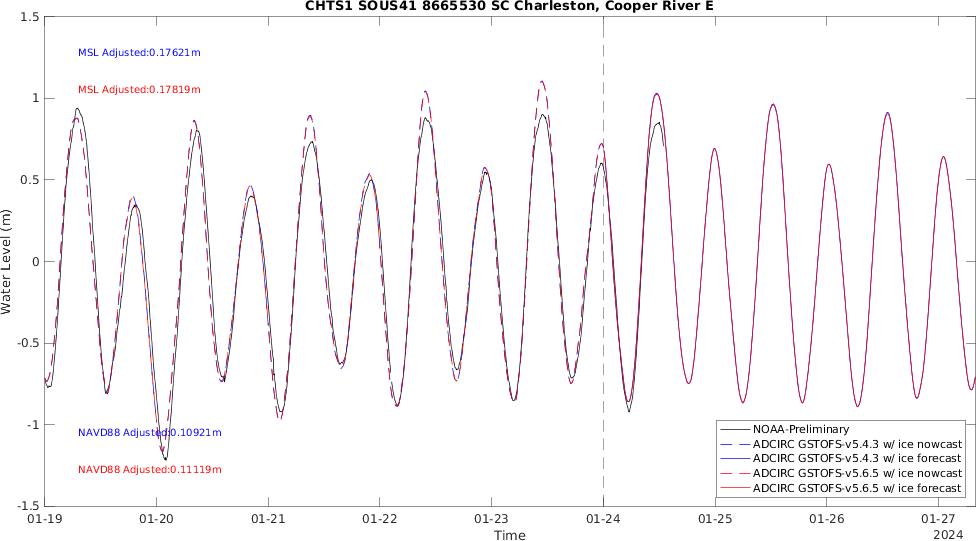 CHTS1 SOUS41 8665530 SC Charleston, Cooper River E
1.5
1
0.5
0
-0.5
-1
-1.5
Water Level (m)
MSL Adjusted:0.17621m
MSL Adjusted:0.17819m
NAVD88 Adjusted:0.10921m
NAVD88 Adjusted:0.11119m
NOAA-Preliminary
ADCIRC GSTOFS-v5.4.3 w/ ice nowcast
ADCIRC GSTOFS-v5.4.3 w/ ice forecast
ADCIRC GSTOFS-v5.6.5 w/ ice nowcast
ADCIRC GSTOFS-v5.6.5 w/ ice forecast
01-19 01-20 01-21 01-22 01-23 01-24 01-25 01-26 01-27
Time
2024